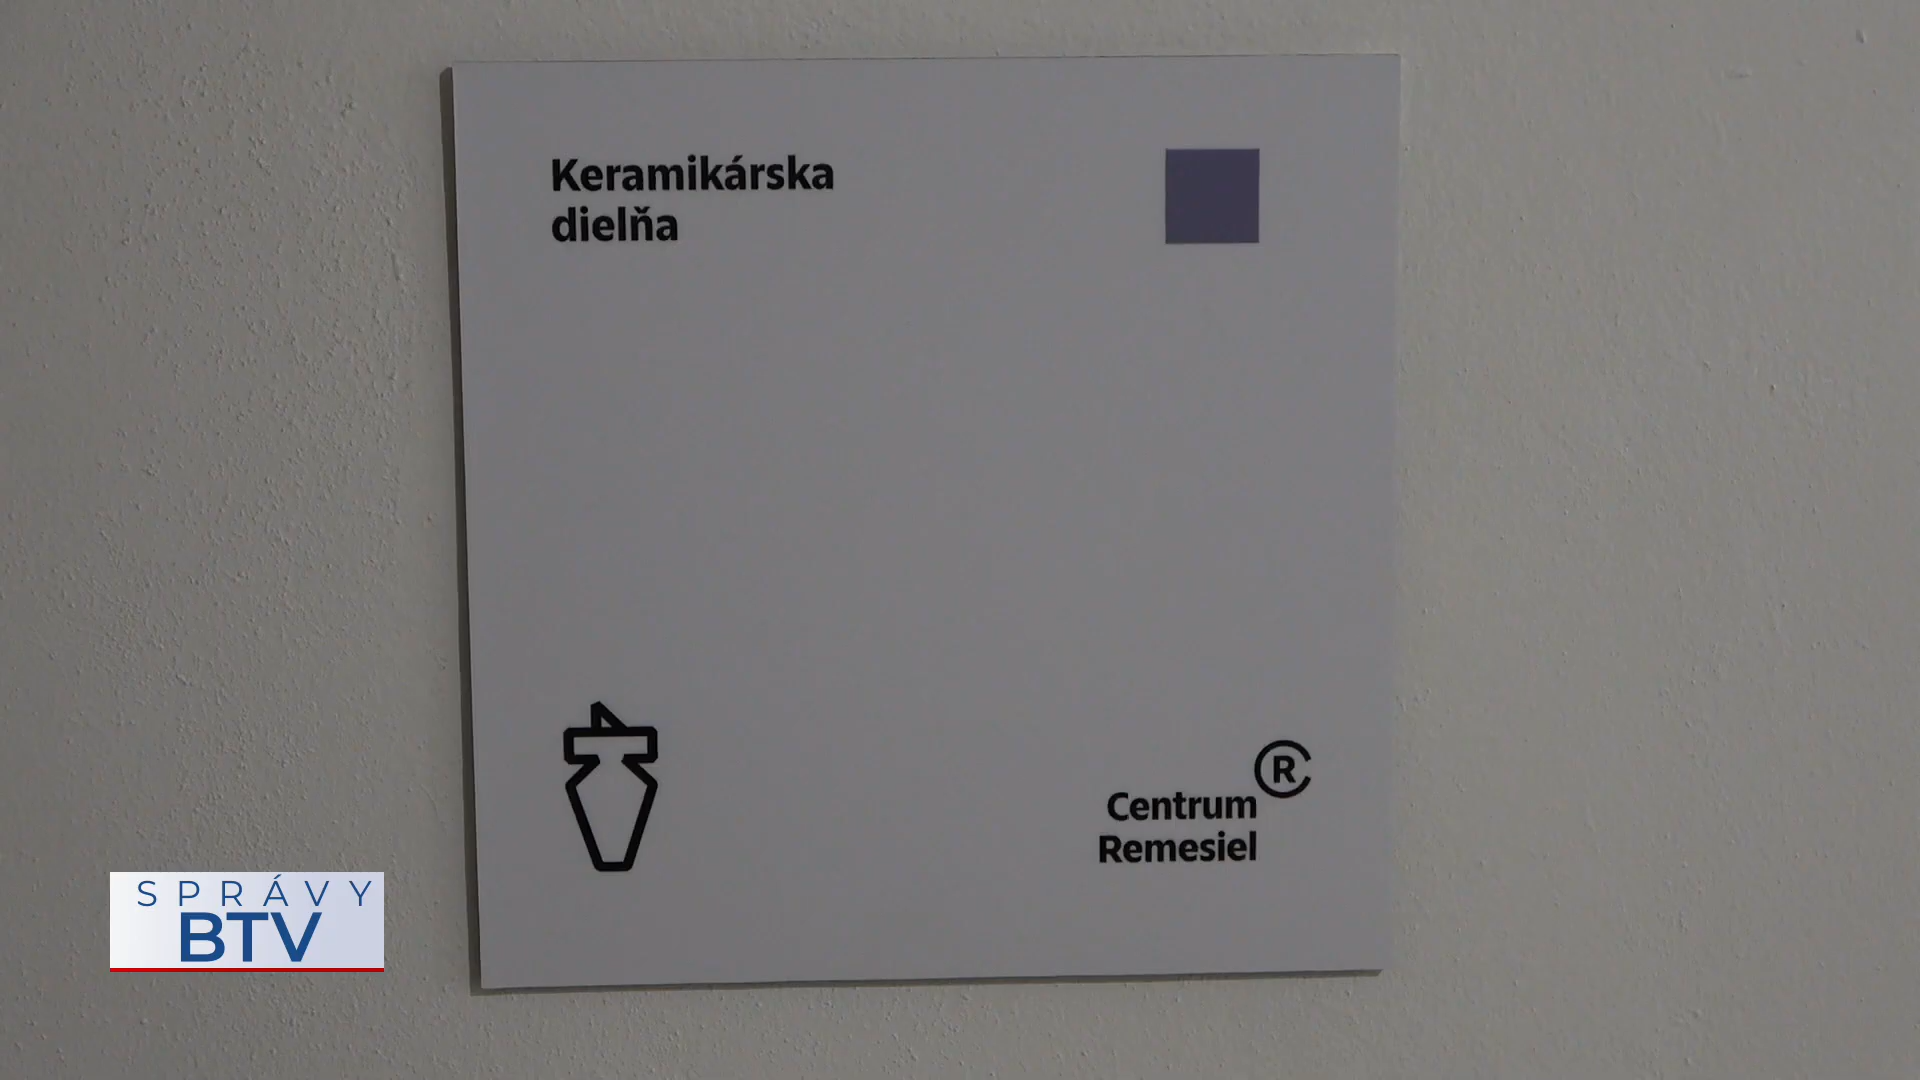 Keramikárska
dielňa
R
Centrum
Remesiel
SPRÁVY
BTV